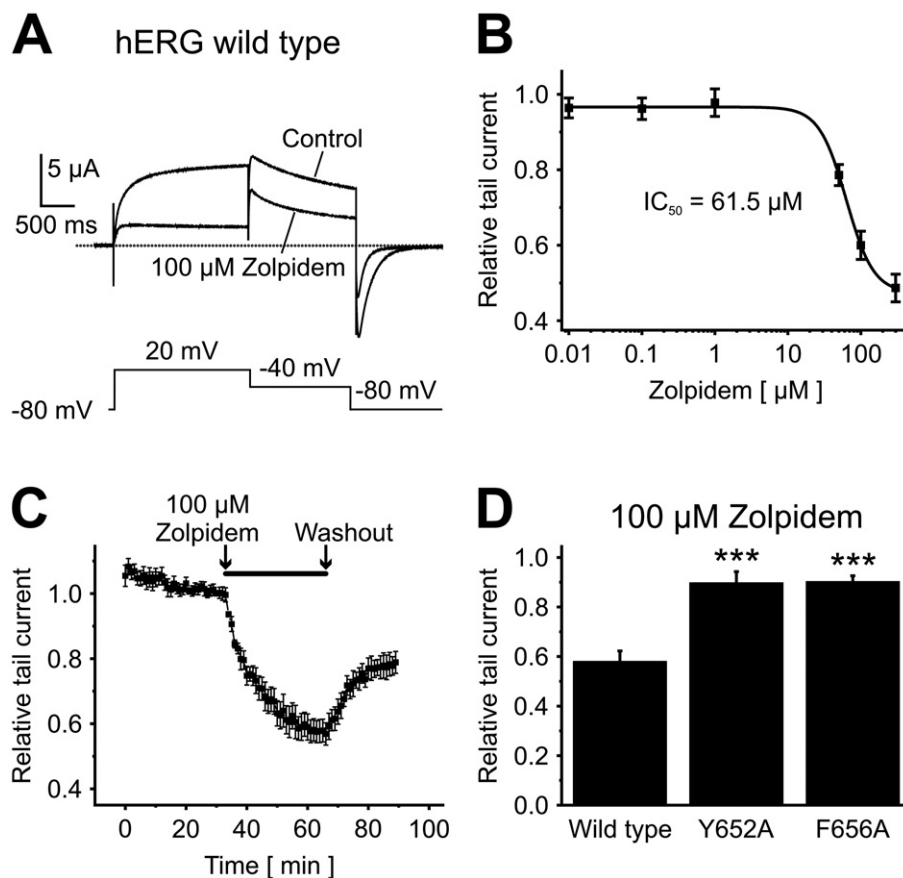 A hERG wild type
Control
5 µA
500 ms
100 µM Zolpidem
20 mV
-40 mV
-80 mV
-80 mV
B
Relative tail current
1.0
0.8
0.6
0.4
IC₅₀ = 61.5 µM
0.01 0.1 1 10 100
Zolpidem [ µM ]
C
100 µM
Zolpidem
Washout
Relative tail current
1.0
0.8
0.6
0.4
0 20 40 60 80 100
Time [ min ]
D 100 µM Zolpidem
*** ***
Relative tail current
1.0
0.8
0.6
0.4
0.2
0.0
Wild type Y652A F656A